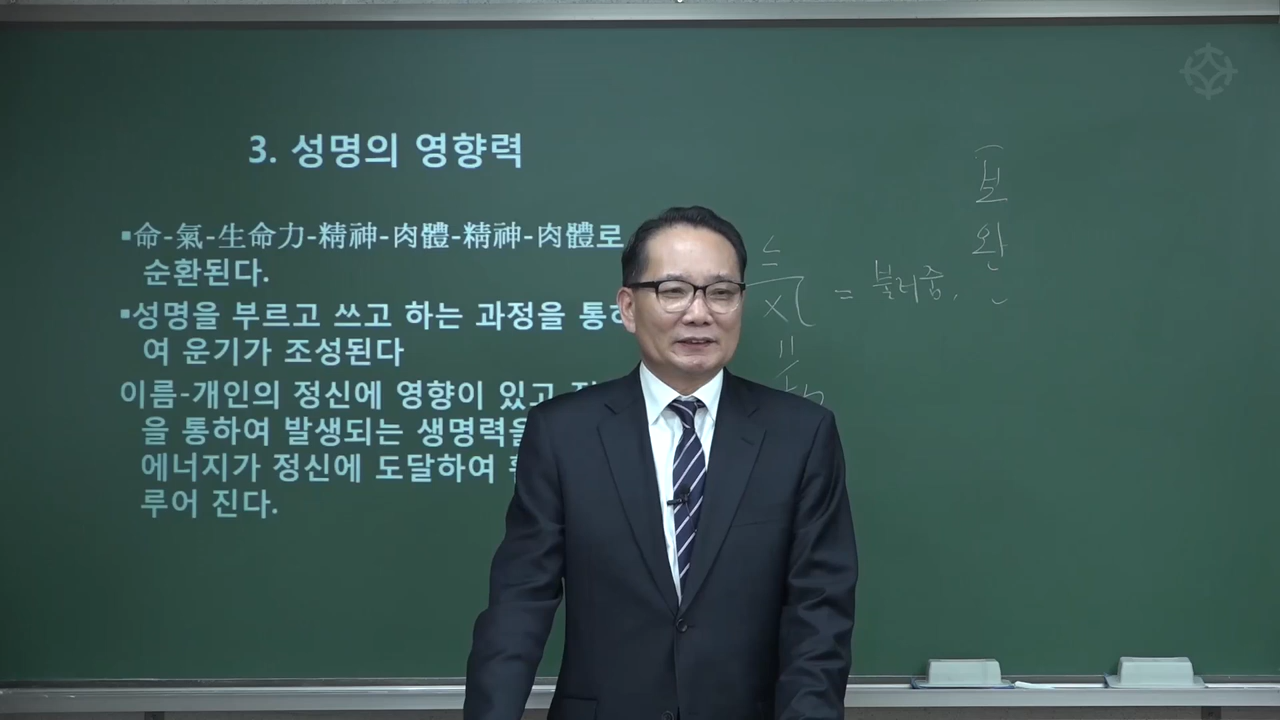 3. 성명의 영향력
▪命-氣-生命力-精神-肉體-精神-肉體로
순환된다.
▪성명을 부르고 쓰고 하는 과정을 통하
여 운기가 조성된다
이름-개인의 정신에 영향이 있고
을 통하여 발생되는 생명력을
에너지가 정신에 도달하여
루어 진다.
氣 = 불러줌.
보
완